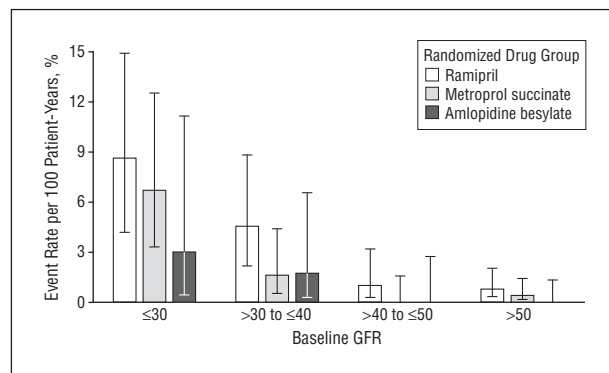 Event Rate per 100 Patient-Years, %
15
12
9
6
3
0
Randomized Drug Group
Ramipril
Metroprol succinate
Amlopidine besylate
≤30
>30 to ≤40
>40 to ≤50
>50
Baseline GFR